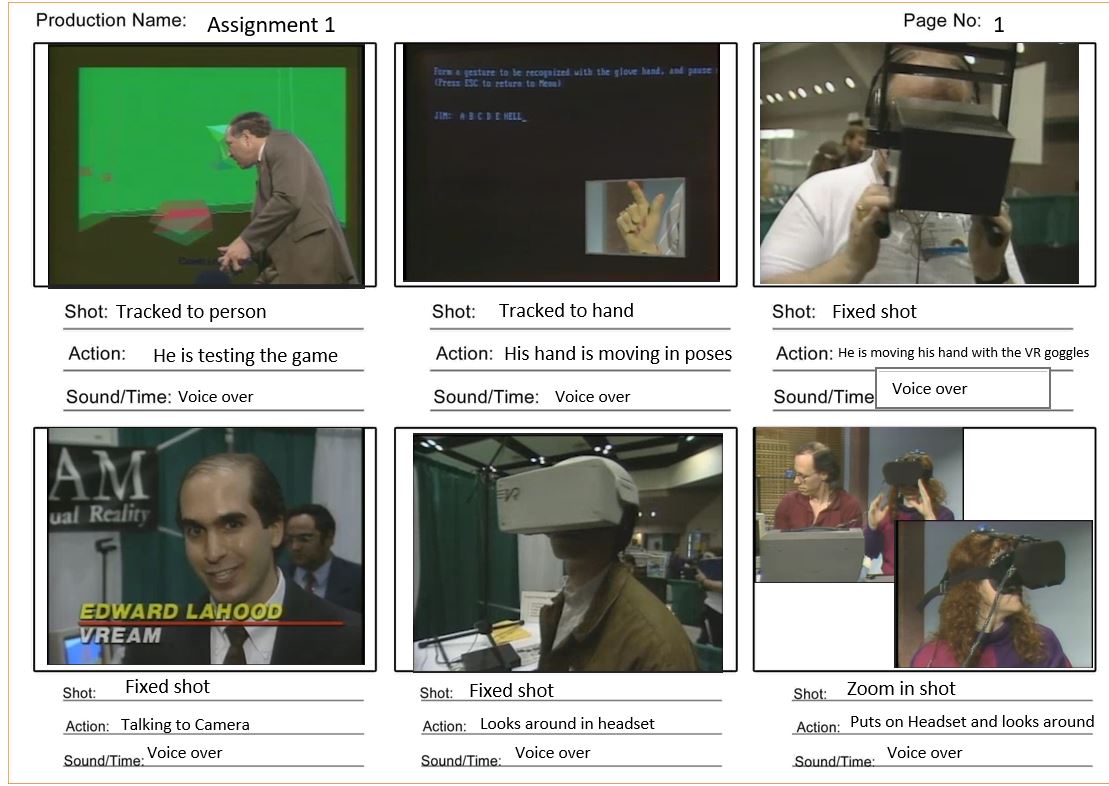 Production Name: Assignment 1
Page No: 1
Form a gesture to be recognized with the glove hand, and pause
(Press ESC to return to Menu)
JIM: A B C D E HELL_
Shot: Tracked to person
Action: He is testing the game
Sound/Time: Voice over
Shot: Tracked to hand
Action: His hand is moving in poses
Sound/Time: Voice over
Shot: Fixed shot
Action: He is moving his hand with the VR goggles
Sound/Time Voice over
AM
ual Reality
EDWARD LAHOOD
VREAM
VR
Shot: Fixed shot
Action: Talking to Camera
Sound/Time: Voice over
Shot: Fixed shot
Action: Looks around in headset
Sound/Time: Voice over
Shot: Zoom in shot
Action: Puts on Headset and looks around
Sound/Time: Voice over